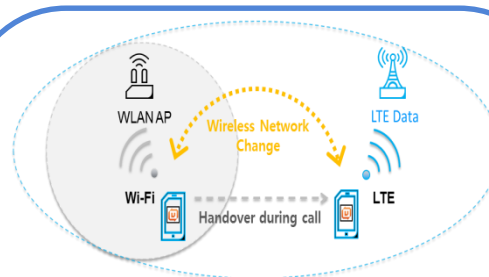 WLAN AP
LTE Data
Wireless Network
Change
Wi-Fi
LTE
Handover during call